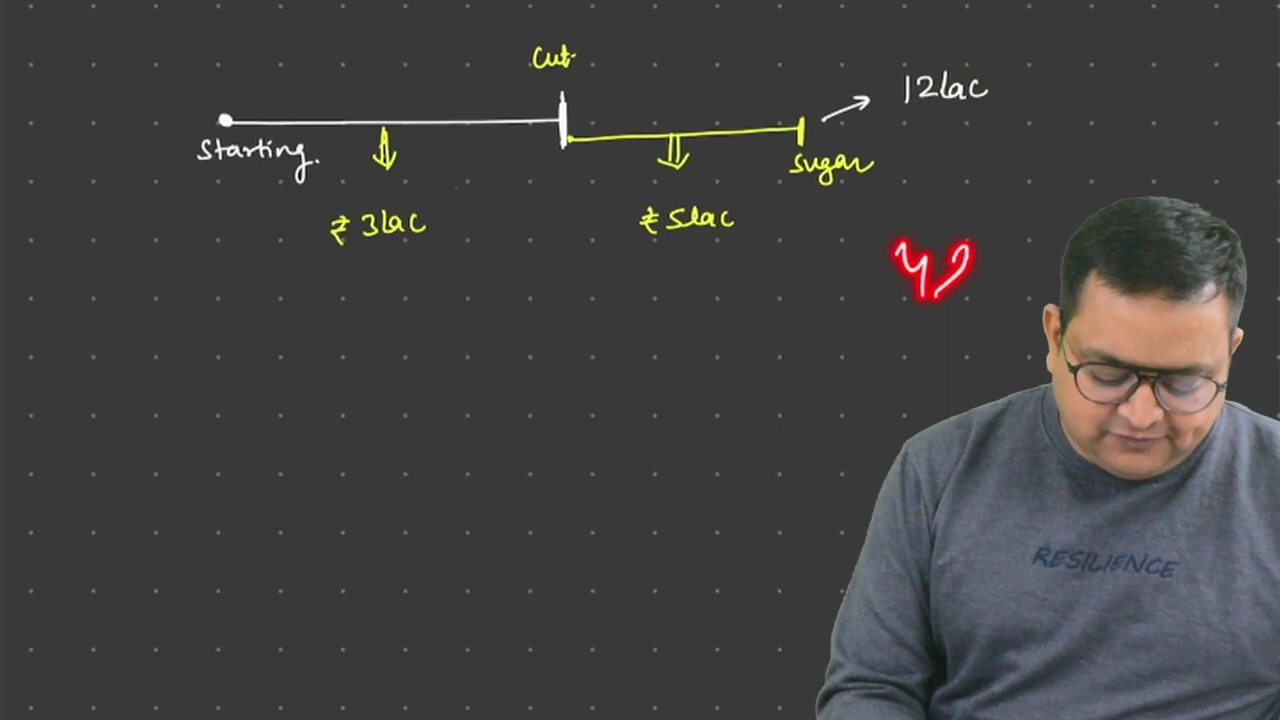 Cut
12lac
Starting.
Sugar
₹ 3lac
₹ 5lac
RESILIENCE